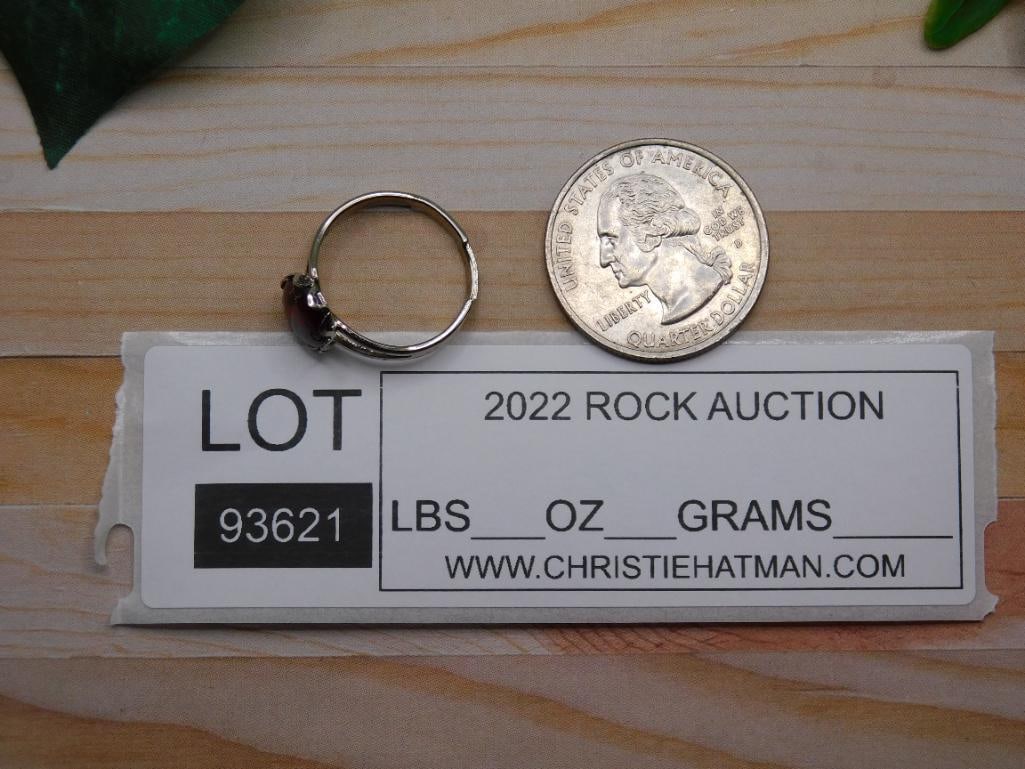 UNITED STATES OF AMERICA
IN
GOD WE
TRUST
D
LIBERTY
QUARTER DOLLAR
LOT
93621
2022 ROCK AUCTION
LBS___OZ___GRAMS_____
WWW.CHRISTIEHATMAN.COM